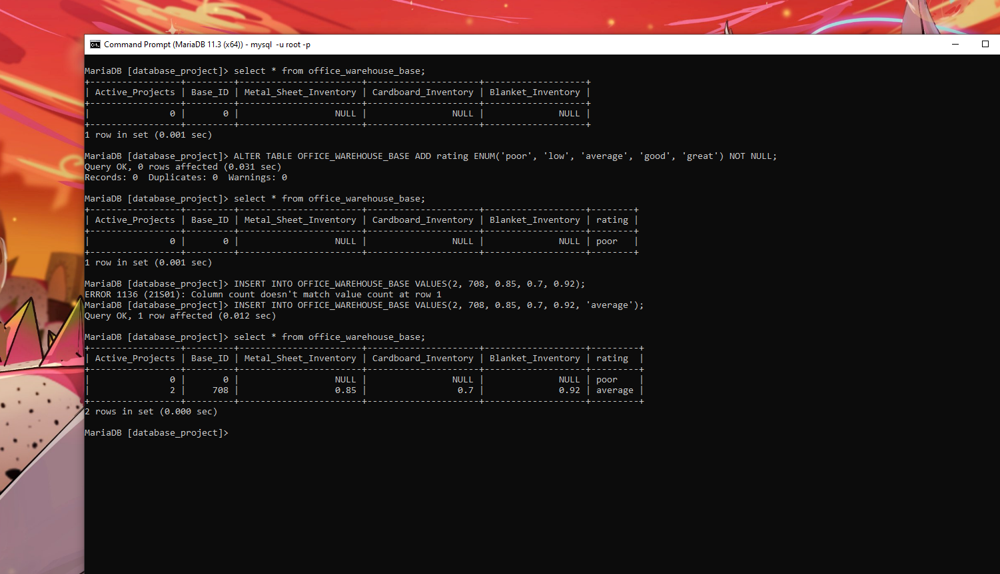 Command Prompt (MariaDB 11.3 (x64)) - mysql  -u root -p
MariaDB [database_project]> select * from office_warehouse_base;
+-----------------+---------+-----------------------+---------------------+-------------------+
| Active_Projects | Base_ID | Metal_Sheet_Inventory | Cardboard_Inventory | Blanket_Inventory |
+-----------------+---------+-----------------------+---------------------+-------------------+
|               0 |       0 |                  NULL |                NULL |              NULL |
+-----------------+---------+-----------------------+---------------------+-------------------+
1 row in set (0.001 sec)
MariaDB [database_project]> ALTER TABLE OFFICE_WAREHOUSE_BASE ADD rating ENUM('poor', 'low', 'average', 'good', 'great') NOT NULL;
Query OK, 0 rows affected (0.031 sec)
Records: 0  Duplicates: 0  Warnings: 0
MariaDB [database_project]> select * from office_warehouse_base;
+-----------------+---------+-----------------------+---------------------+-------------------+--------+
| Active_Projects | Base_ID | Metal_Sheet_Inventory | Cardboard_Inventory | Blanket_Inventory | rating |
+-----------------+---------+-----------------------+---------------------+-------------------+--------+
|               0 |       0 |                  NULL |                NULL |              NULL | poor   |
+-----------------+---------+-----------------------+---------------------+-------------------+--------+
1 row in set (0.001 sec)
MariaDB [database_project]> INSERT INTO OFFICE_WAREHOUSE_BASE VALUES(2, 708, 0.85, 0.7, 0.92);
ERROR 1136 (21S01): Column count doesn't match value count at row 1
MariaDB [database_project]> INSERT INTO OFFICE_WAREHOUSE_BASE VALUES(2, 708, 0.85, 0.7, 0.92, 'average');
Query OK, 1 row affected (0.012 sec)
MariaDB [database_project]> select * from office_warehouse_base;
+-----------------+---------+-----------------------+---------------------+-------------------+---------+
| Active_Projects | Base_ID | Metal_Sheet_Inventory | Cardboard_Inventory | Blanket_Inventory | rating  |
+-----------------+---------+-----------------------+---------------------+-------------------+---------+
|               0 |       0 |                  NULL |                NULL |              NULL | poor    |
|               2 |     708 |                  0.85 |                 0.7 |              0.92 | average |
+-----------------+---------+-----------------------+---------------------+-------------------+---------+
2 rows in set (0.000 sec)
MariaDB [database_project]>